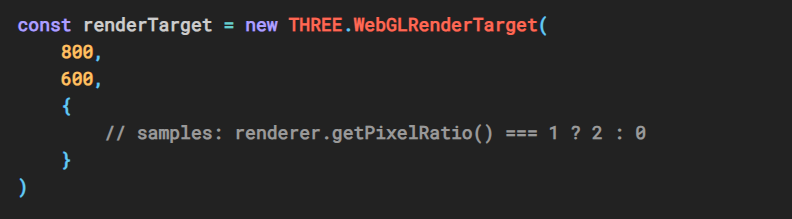 const renderTarget = new THREE.WebGLRenderTarget(
    800,
    600,
    {
        // samples: renderer.getPixelRatio() === 1 ? 2 : 0
    }
)